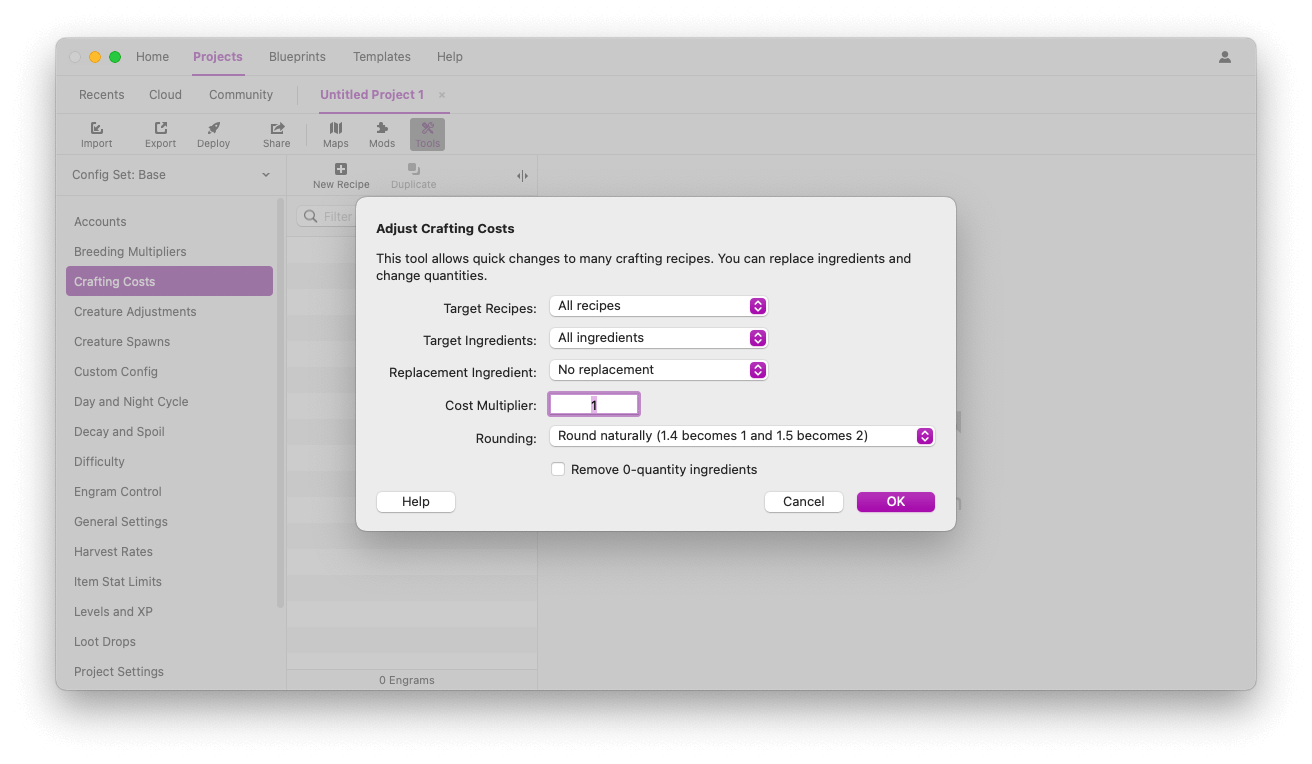 Home Projects Blueprints Templates Help
Recents Cloud Community Untitled Project 1 ×
Import Export Deploy Share Maps Mods Tools
Config Set: Base
New Recipe Duplicate
Filter
Accounts
Breeding Multipliers
Crafting Costs
Creature Adjustments
Creature Spawns
Custom Config
Day and Night Cycle
Decay and Spoil
Difficulty
Engram Control
General Settings
Harvest Rates
Item Stat Limits
Levels and XP
Loot Drops
Project Settings
0 Engrams
Adjust Crafting Costs
This tool allows quick changes to many crafting recipes. You can replace ingredients and
change quantities.
Target Recipes: All recipes
Target Ingredients: All ingredients
Replacement Ingredient: No replacement
Cost Multiplier: 1
Rounding: Round naturally (1.4 becomes 1 and 1.5 becomes 2)
Remove 0-quantity ingredients
Help Cancel OK